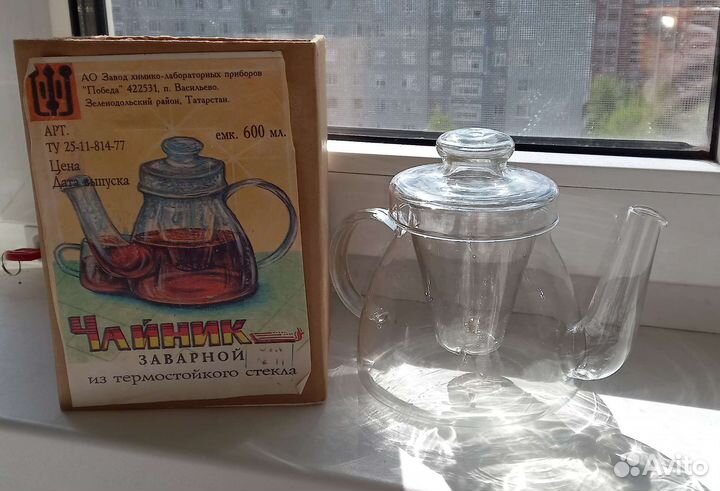 АО Завод химико-лабораторных приборов
"Победа" 422531, п. Васильево.
Зеленодольский район, Татарстан.
АРТ.
емк. 600 мл.
ТУ 25-11-814-77
Цена
Дата выпуска
ЧАЙНИК
ЗАВАРНОЙ
из термостойкого стекла
Avito